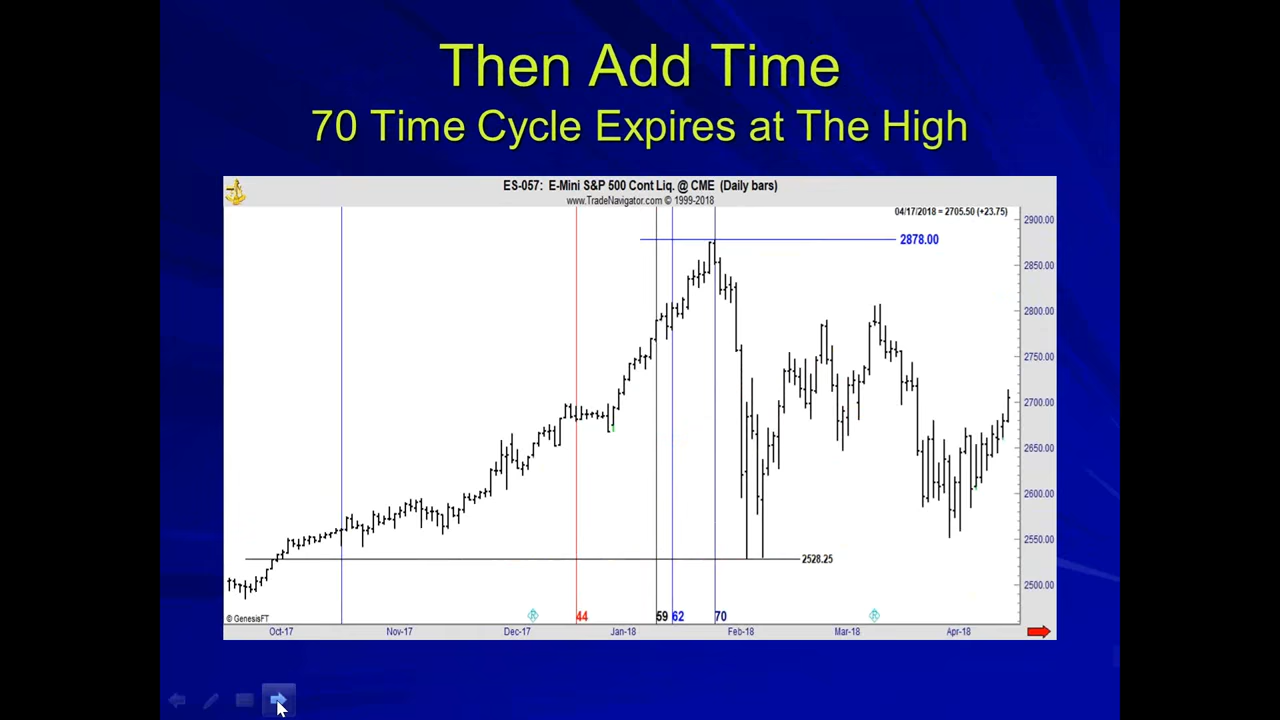 Then Add Time
70 Time Cycle Expires at The High
ES-057: E-Mini S&P 500 Cont Liq. @ CME (Daily bars)
www.TradeNavigator.com © 1999-2018
04/17/2018 = 2705.50 (+23.75)
2900.00
2878.00
2850.00
2800.00
2750.00
2700.00
2650.00
2600.00
2550.00
2528.25
2500.00
© GenesisFT
R
44
59
62
70
R
Oct-17
Nov-17
Dec-17
Jan-18
Feb-18
Mar-18
Apr-18